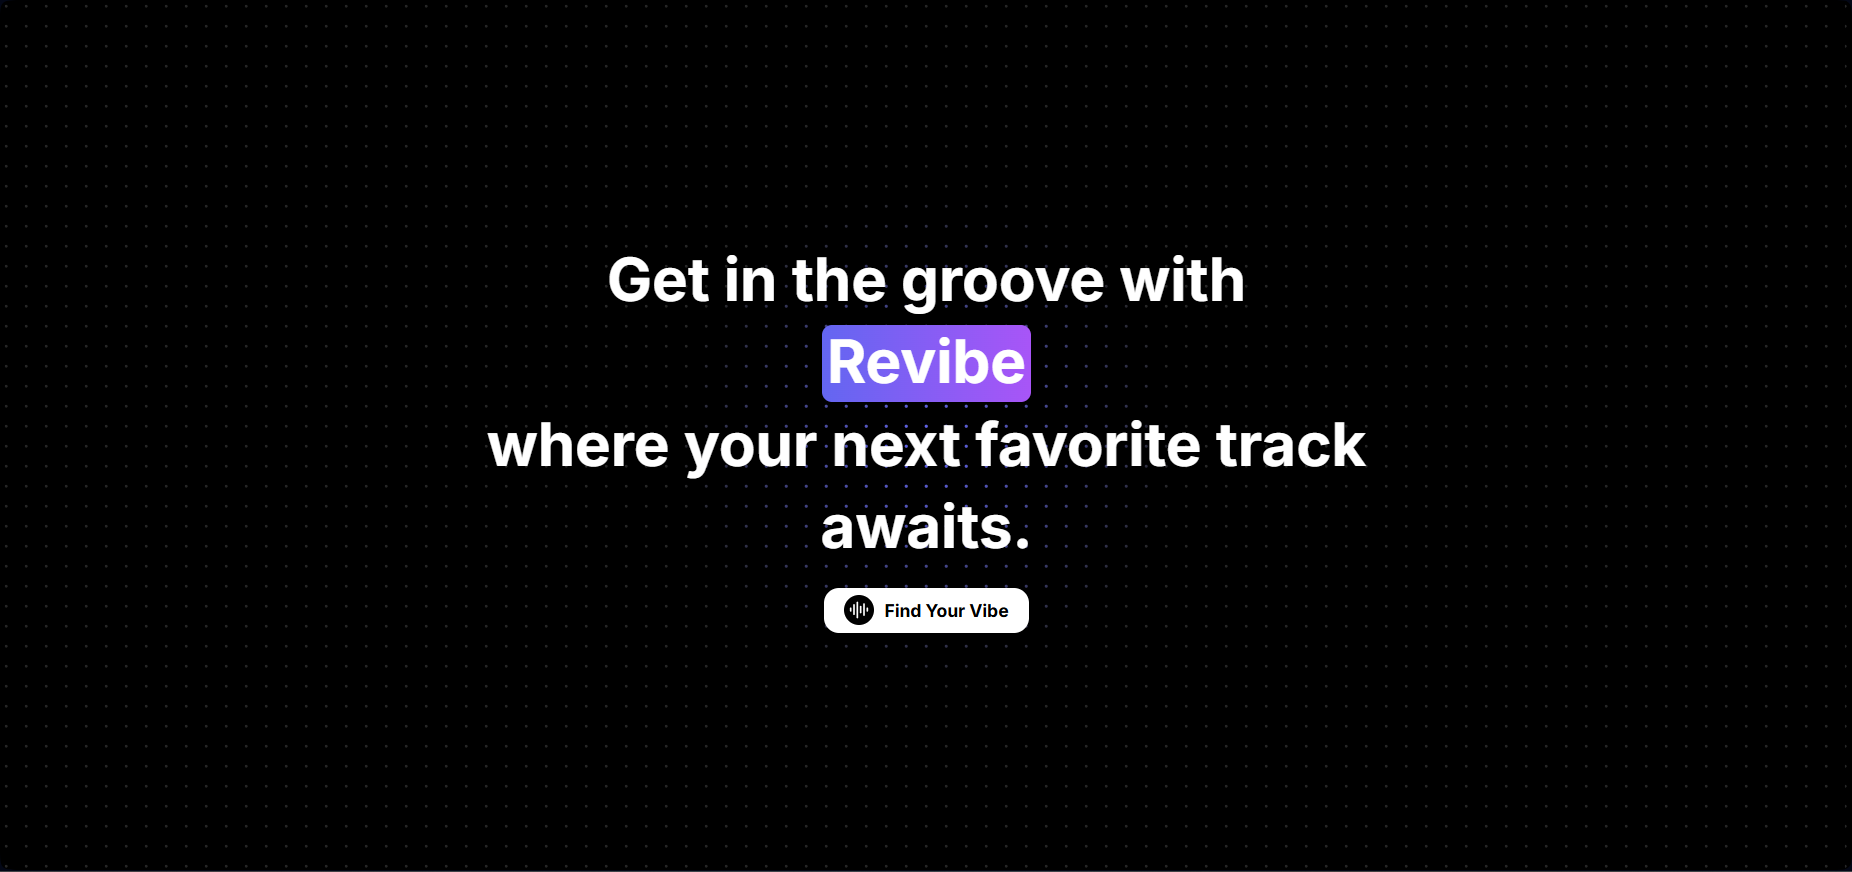 Get in the groove with
Revibe
where your next favorite track
awaits.
Find Your Vibe